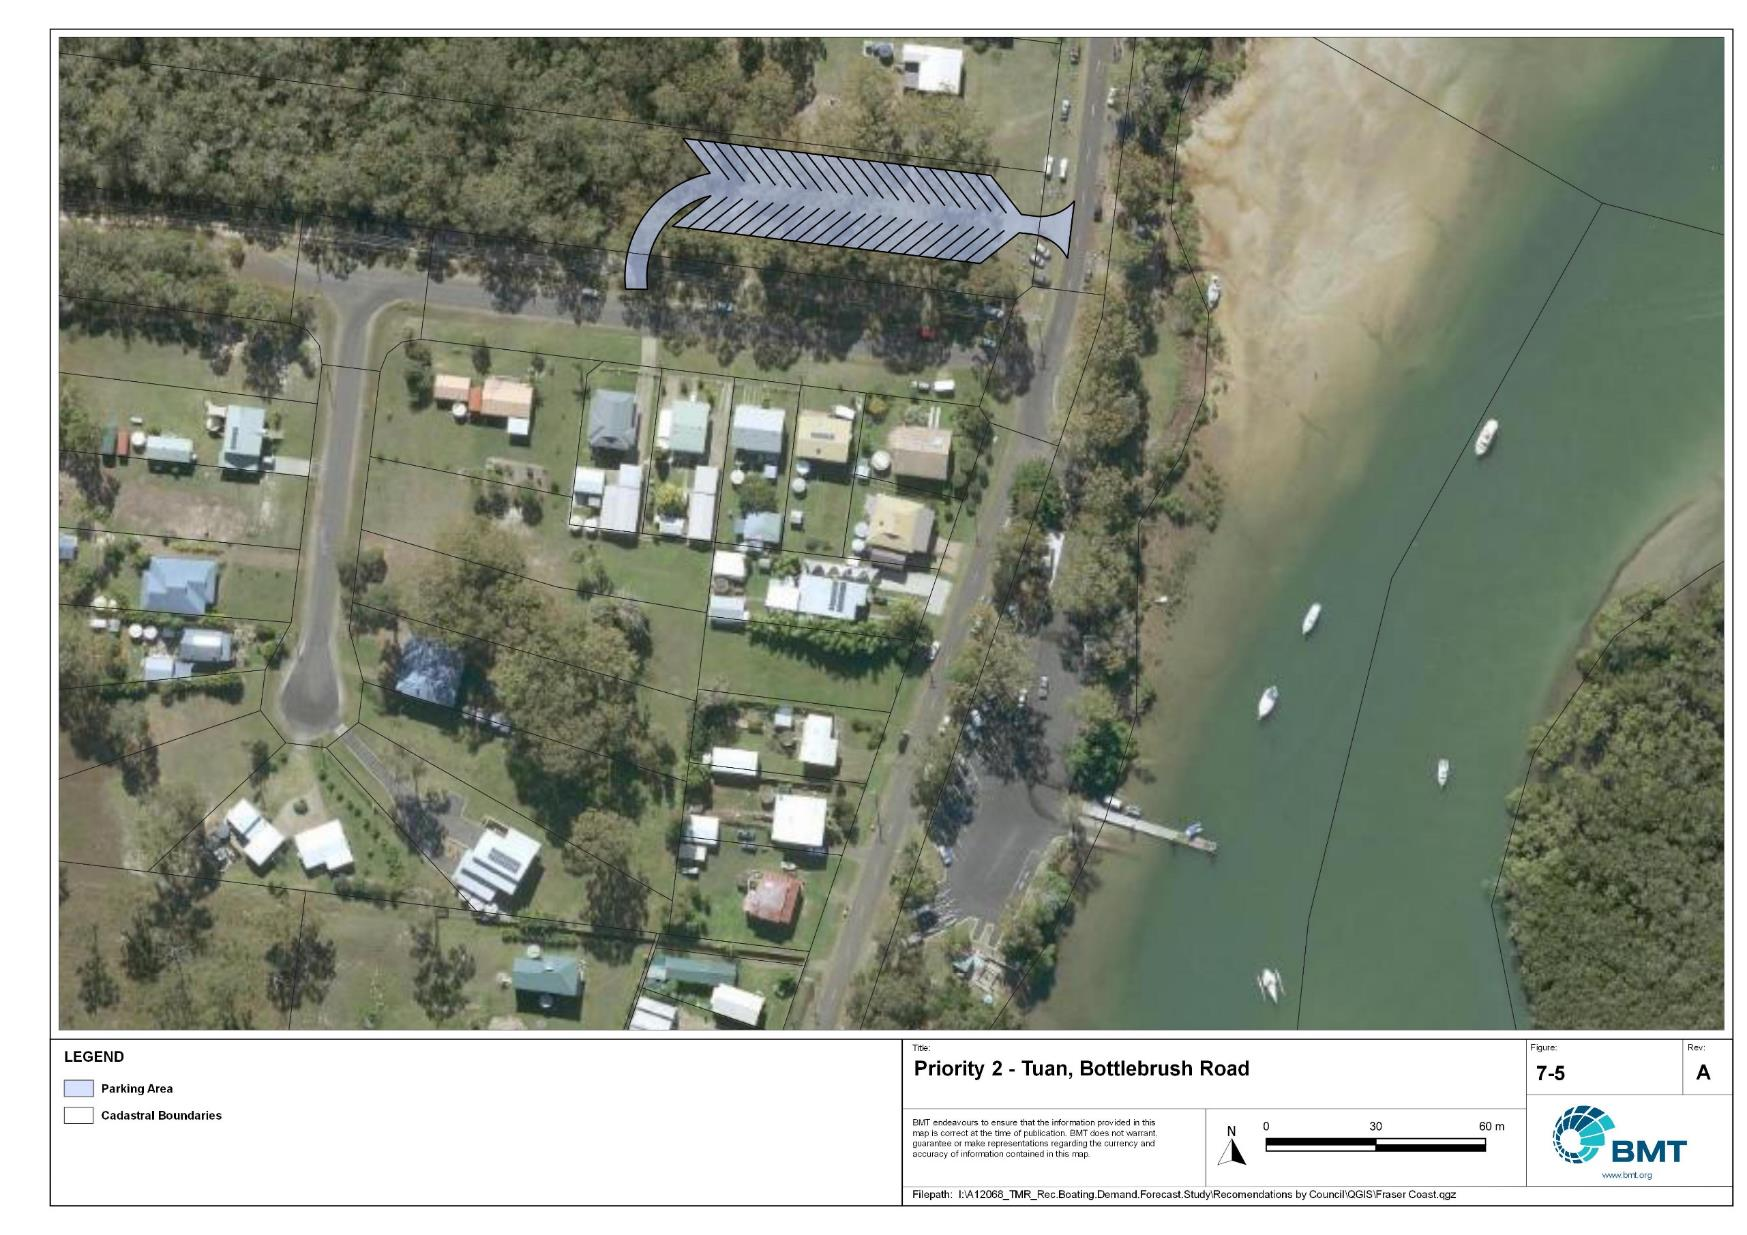 LEGEND
Parking Area
Cadastral Boundaries
Title:
Priority 2 - Tuan, Bottlebrush Road
Figure:
7-5
Rev:
A
BMT endeavours to ensure that the information provided in this
map is correct at the time of publication. BMT does not warrant,
guarantee or make representations regarding the currency and
accuracy of information contained in this map.
N
0 30 60 m
BMT
www.bmt.org
Filepath: I:\A12068_TMR_Rec.Boating.Demand.Forecast.Study\Recomendations by Council\QGIS\Fraser Coast.qgz